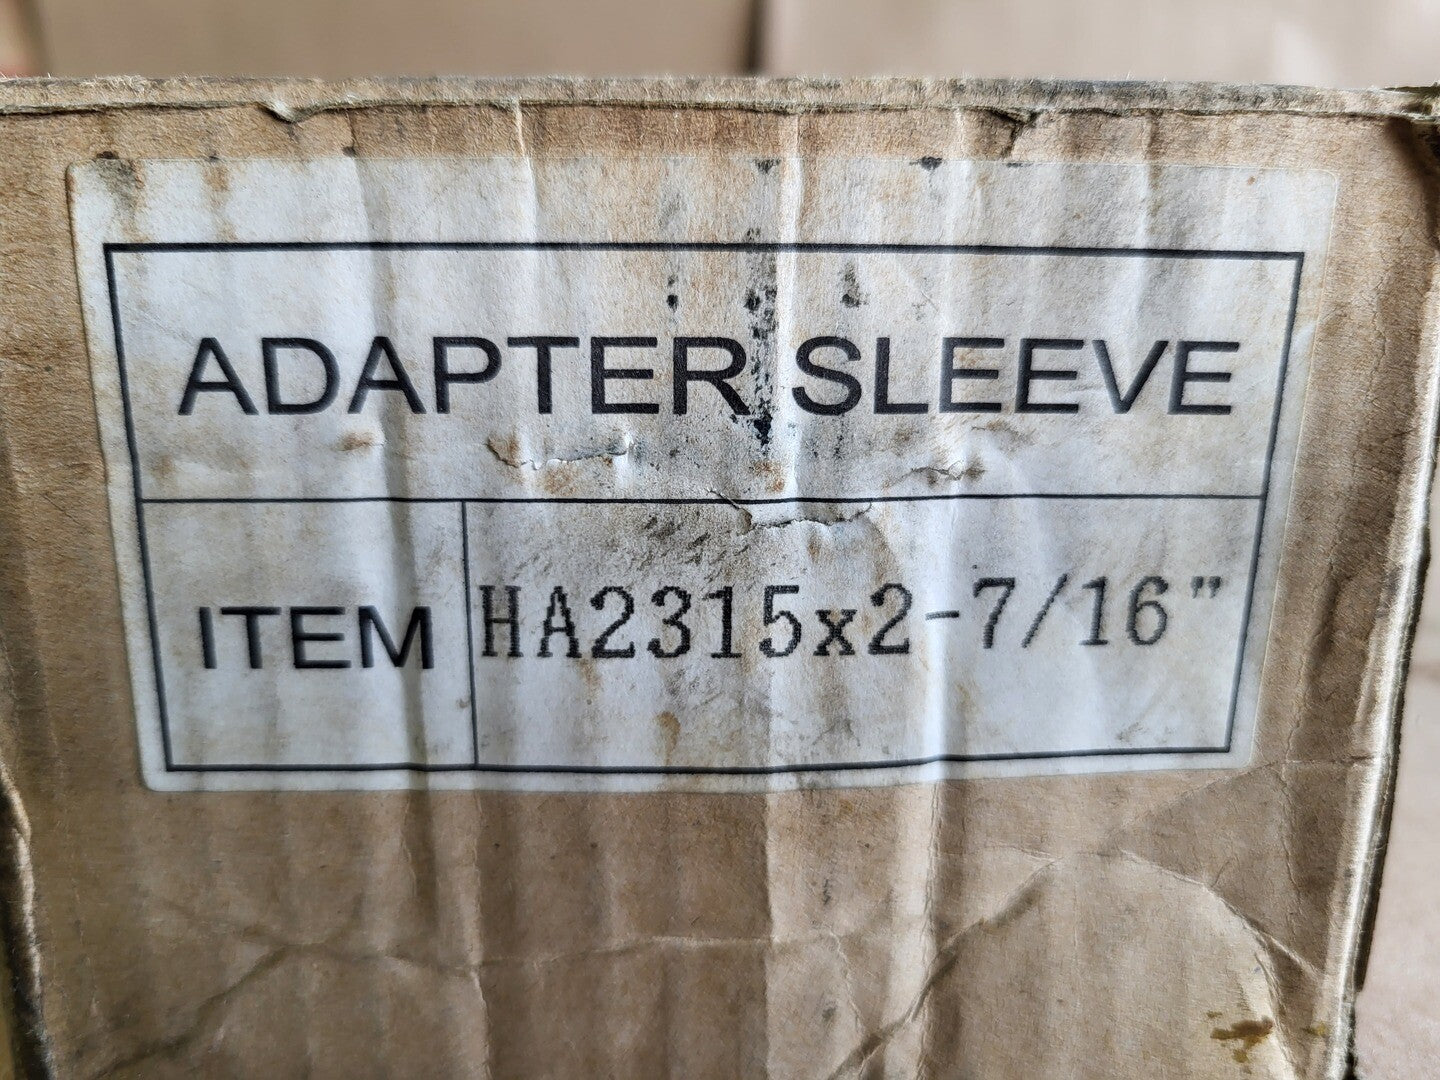 ADAPTER SLEEVE
ITEM HA2315x2-7/16"